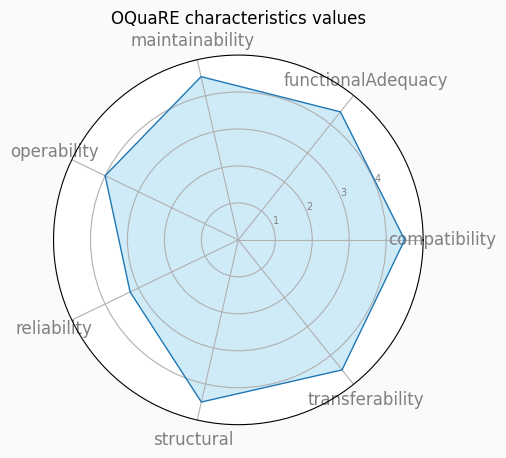 OQuaRE characteristics values
maintainability
functionalAdequacy
operability
4
3
2
1
compatibility
reliability
transferability
structural